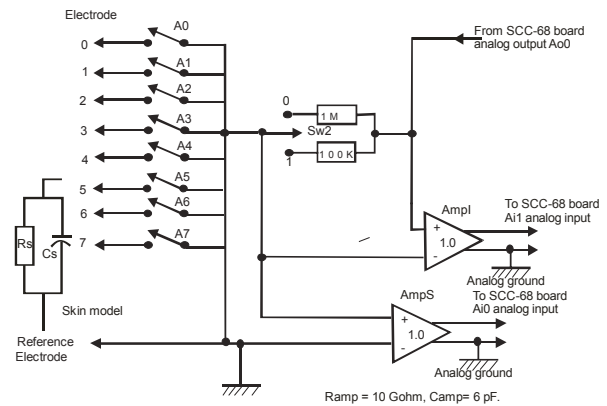 Electrode
0
1
2
3
4
5
6
7
A0
A1
A2
A3
A4
A5
A6
A7
Rs
Cs
Skin model
Reference
Electrode
0
1 M
Sw2
1
1 0 0 K
From SCC-68 board
analog output Ao0
AmpI
+
1.0
-
To SCC-68 board
Ai1 analog input
Analog ground
AmpS
+
1.0
-
To SCC-68 board
Ai0 analog input
Analog ground
Ramp = 10 Gohm, Camp= 6 pF.